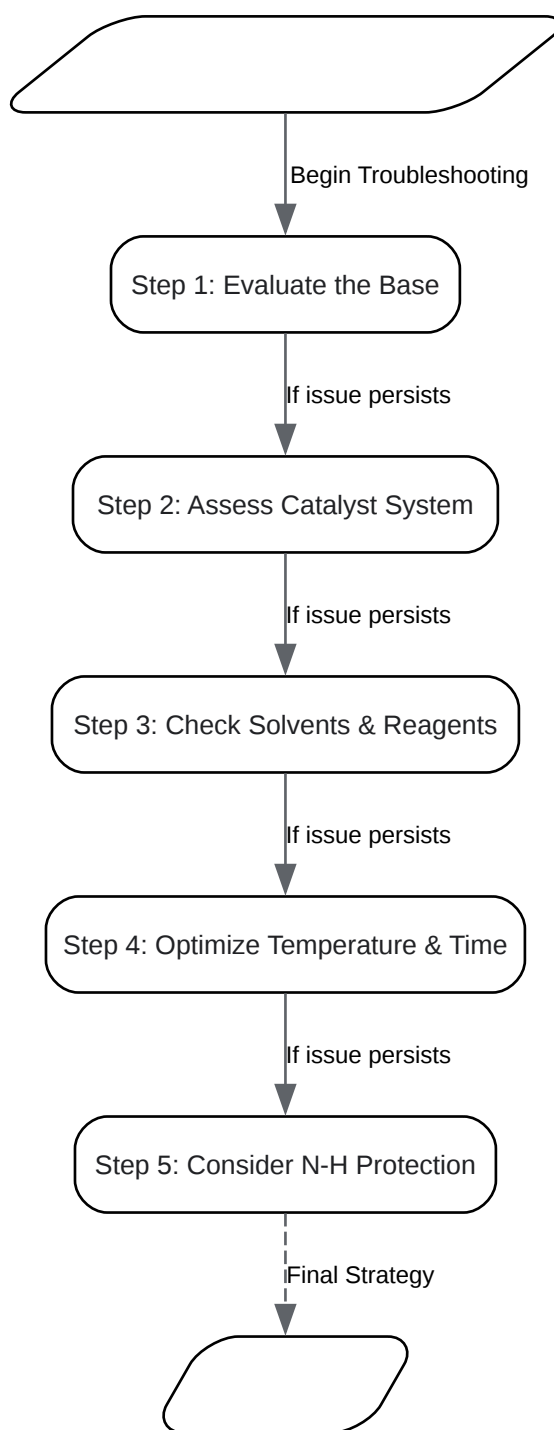 Begin Troubleshooting
Step 1: Evaluate the Base
If issue persists
Step 2: Assess Catalyst System
If issue persists
Step 3: Check Solvents & Reagents
If issue persists
Step 4: Optimize Temperature & Time
If issue persists
Step 5: Consider N-H Protection
Final Strategy